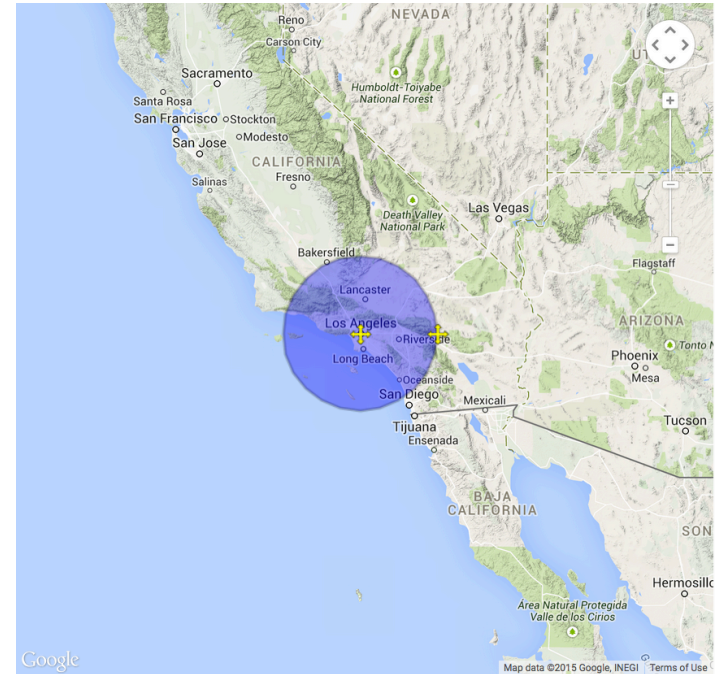 NEVADA
Reno
Carson City
UT
Sacramento
Humboldt-Toiyabe
National Forest
Santa Rosa
San Francisco
Stockton
Modesto
San Jose
CALIFORNIA
Fresno
Salinas
Death Valley
National Park
Las Vegas
Bakersfield
Flagstaff
Lancaster
Los Angeles
ARIZONA
Riverside
Tonto N
Long Beach
Phoenix
Mesa
Oceanside
San Diego
Mexicali
Tijuana
Tucson
Ensenada
BAJA
CALIFORNIA
SON
Hermosillo
Área Natural Protegida
Valle de los Cirios
Google
Map data ©2015 Google, INEGI
Terms of Use